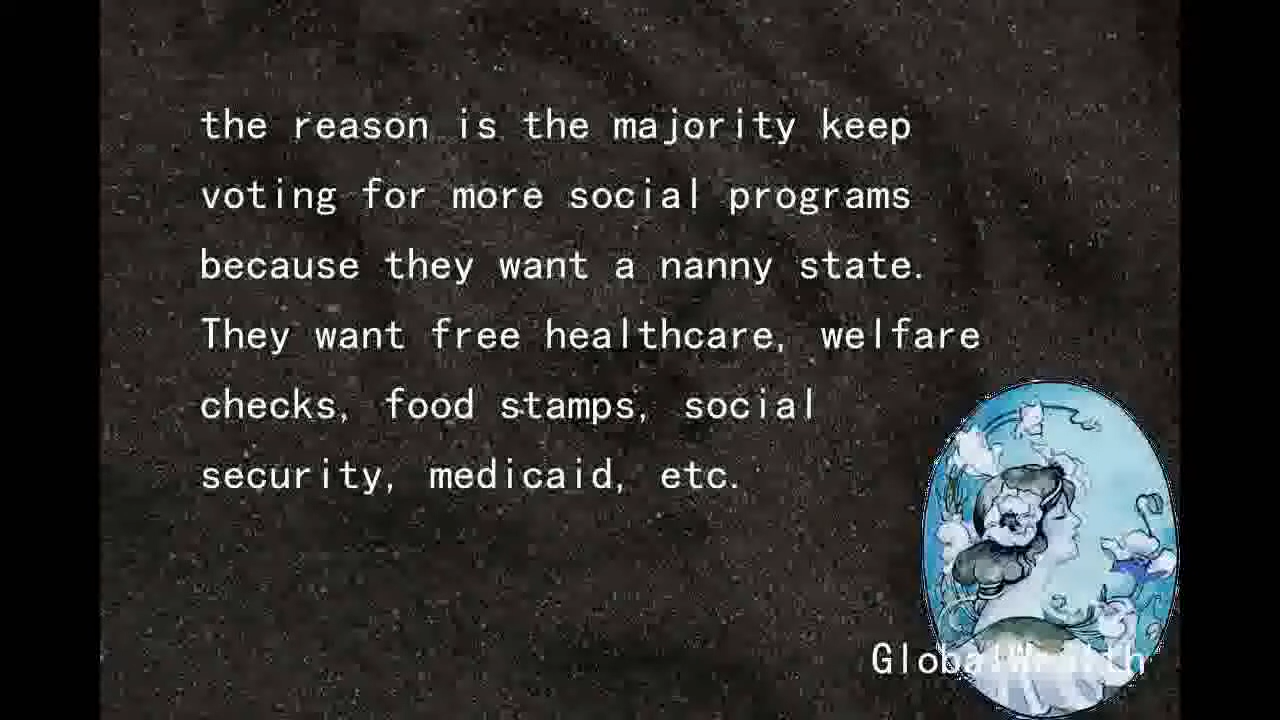 the reason is the majority keep
voting for more social programs
because they want a nanny state.
They want free healthcare, welfare
checks, food stamps, social
security, medicaid, etc.
GlobalWealth